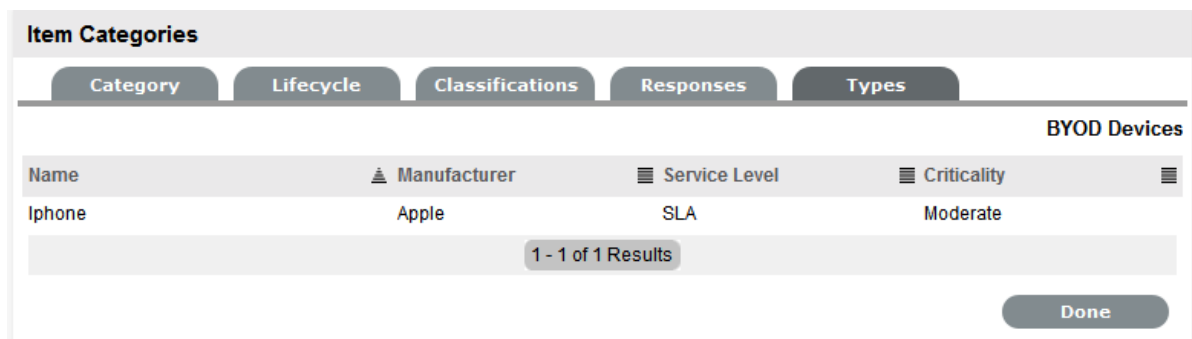 Item Categories
Category Lifecycle Classifications Responses Types
BYOD Devices
Name Manufacturer Service Level Criticality
Iphone Apple SLA Moderate
1 - 1 of 1 Results
Done